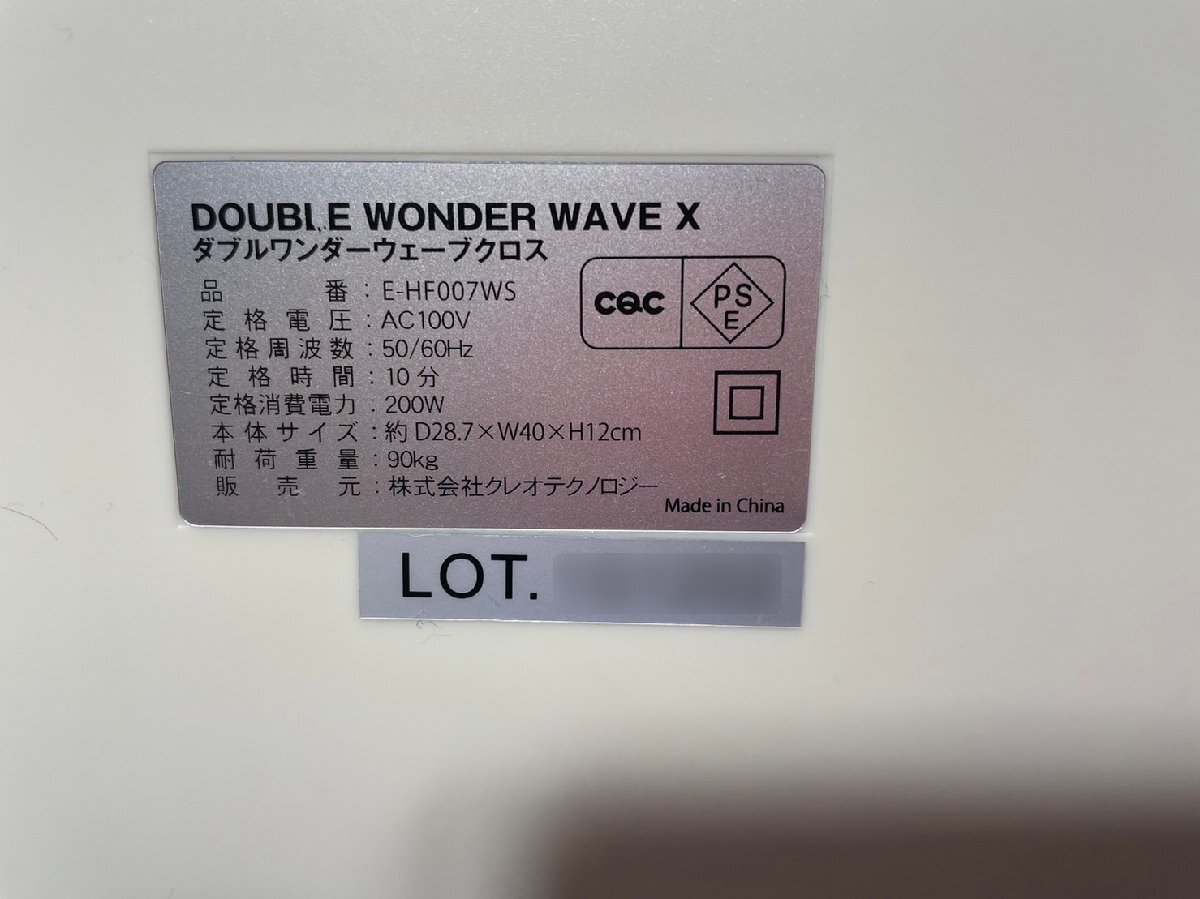 DOUBLE WONDER WAVE X
ダブルワンダーウェーブクロス
品番：E-HF007WS
定格電圧：AC100V
定格周波数：50/60Hz
定格時間：10分
定格消費電力：200W
本体サイズ：約D28.7×W40×H12cm
耐荷重量：90kg
販売元：株式会社クレオテクノロジー
CQC
PSE
Made in China
LOT.